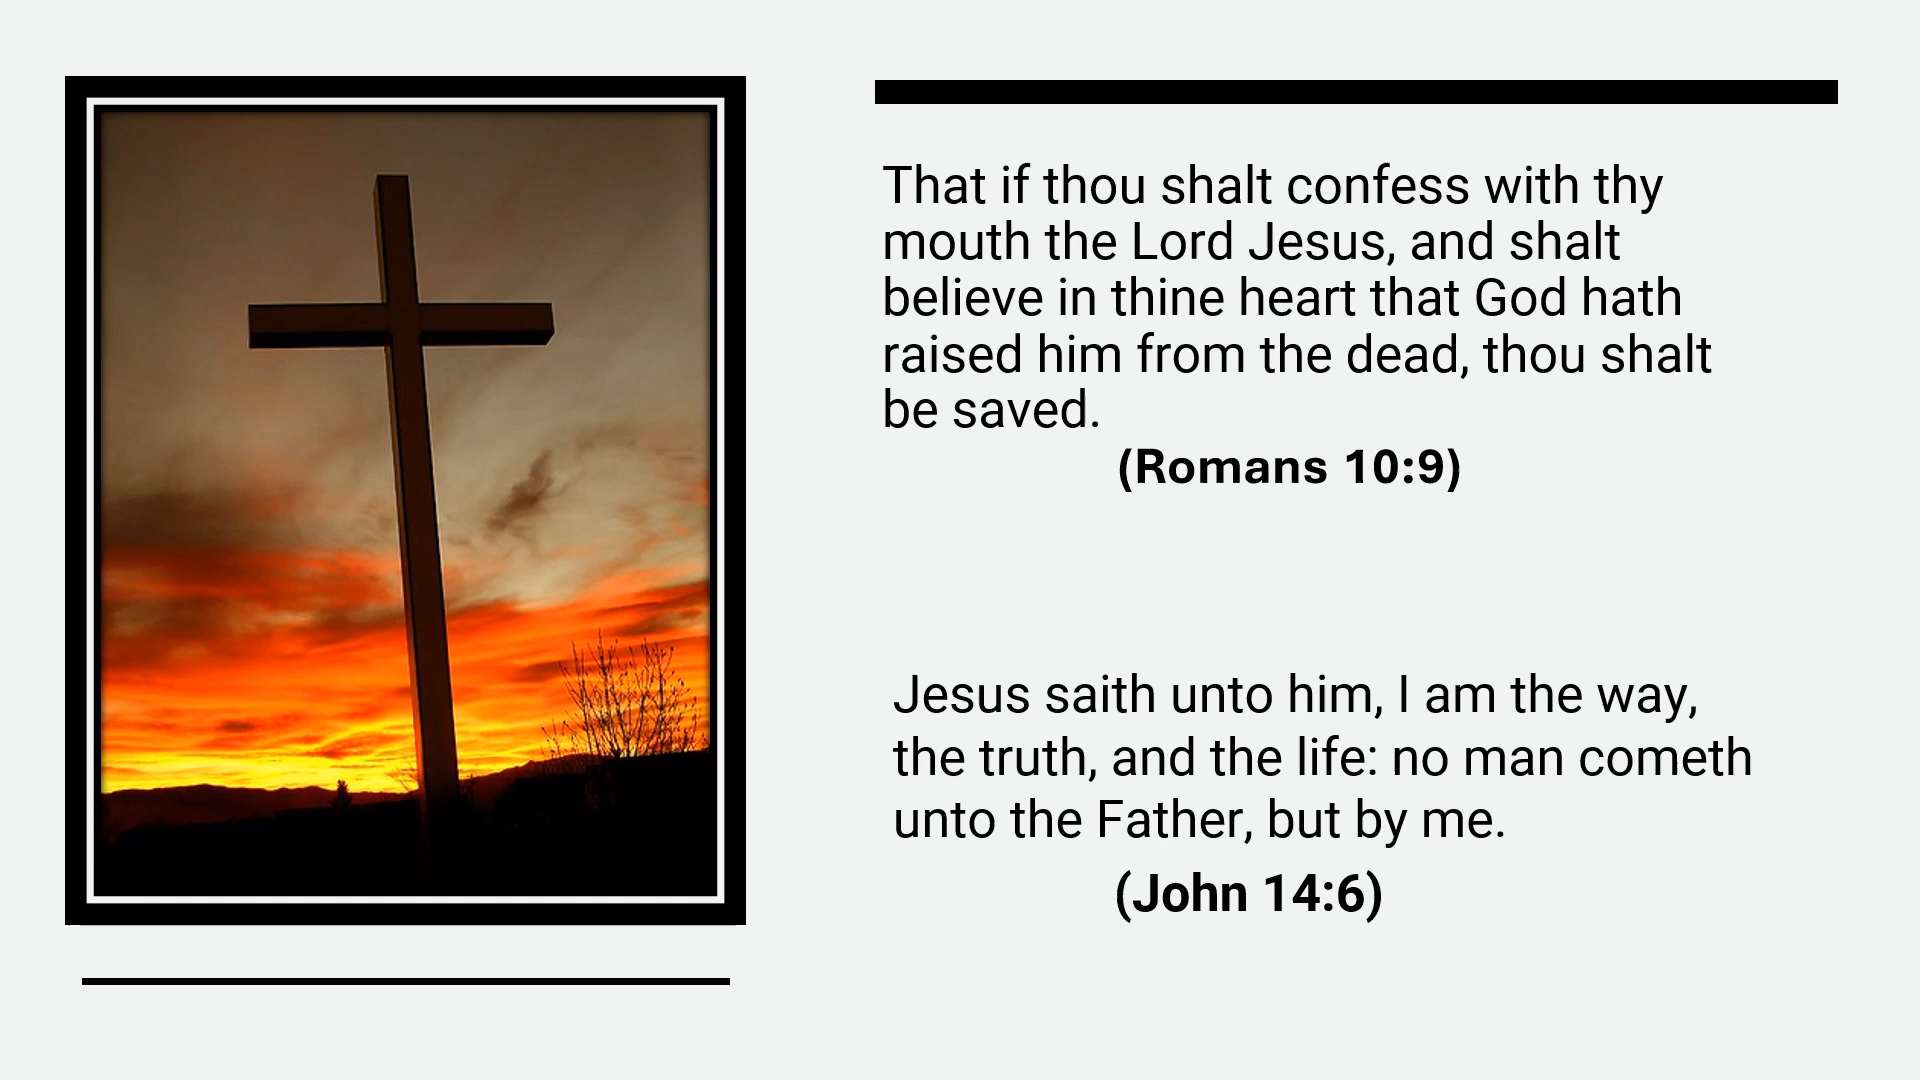 That if thou shalt confess with thy
mouth the Lord Jesus, and shalt
believe in thine heart that God hath
raised him from the dead, thou shalt
be saved.
(Romans 10:9)
Jesus saith unto him, I am the way,
the truth, and the life: no man cometh
unto the Father, but by me.
(John 14:6)